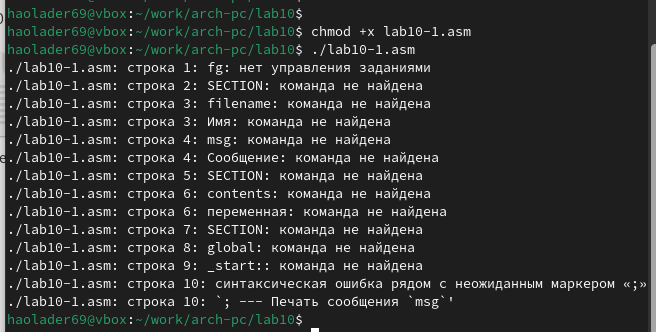 haolader69@vbox:~/work/arch-pc/lab10$
haolader69@vbox:~/work/arch-pc/lab10$ chmod +x lab10-1.asm
haolader69@vbox:~/work/arch-pc/lab10$ ./lab10-1.asm
./lab10-1.asm: строка 1: fg: нет управления заданиями
./lab10-1.asm: строка 2: SECTION: команда не найдена
./lab10-1.asm: строка 3: filename: команда не найдена
./lab10-1.asm: строка 3: Имя: команда не найдена
./lab10-1.asm: строка 4: msg: команда не найдена
./lab10-1.asm: строка 4: Сообщение: команда не найдена
./lab10-1.asm: строка 5: SECTION: команда не найдена
./lab10-1.asm: строка 6: contents: команда не найдена
./lab10-1.asm: строка 6: переменная: команда не найдена
./lab10-1.asm: строка 7: SECTION: команда не найдена
./lab10-1.asm: строка 8: global: команда не найдена
./lab10-1.asm: строка 9: _start:: команда не найдена
./lab10-1.asm: строка 10: синтаксическая ошибка рядом с неожиданным маркером «;»
./lab10-1.asm: строка 10: `; --- Печать сообщения `msg`'
haolader69@vbox:~/work/arch-pc/lab10$